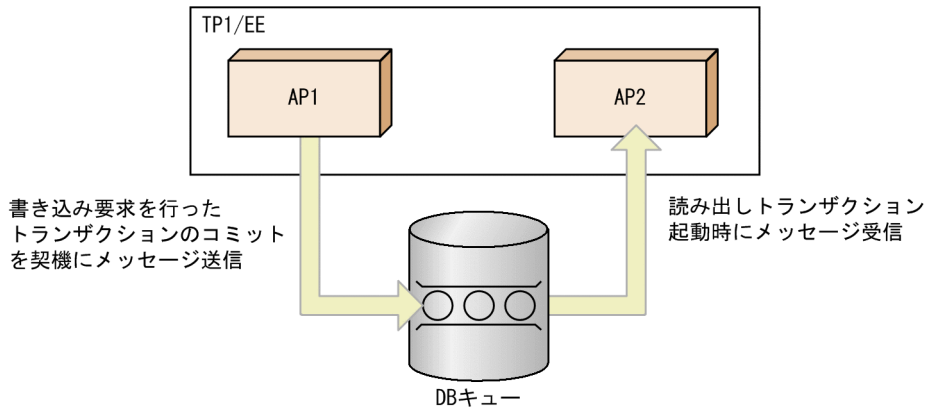 TP1/EE
AP1
AP2
書き込み要求を行った
トランザクションのコミット
を契機にメッセージ送信
読み出しトランザクション
起動時にメッセージ受信
DBキュー